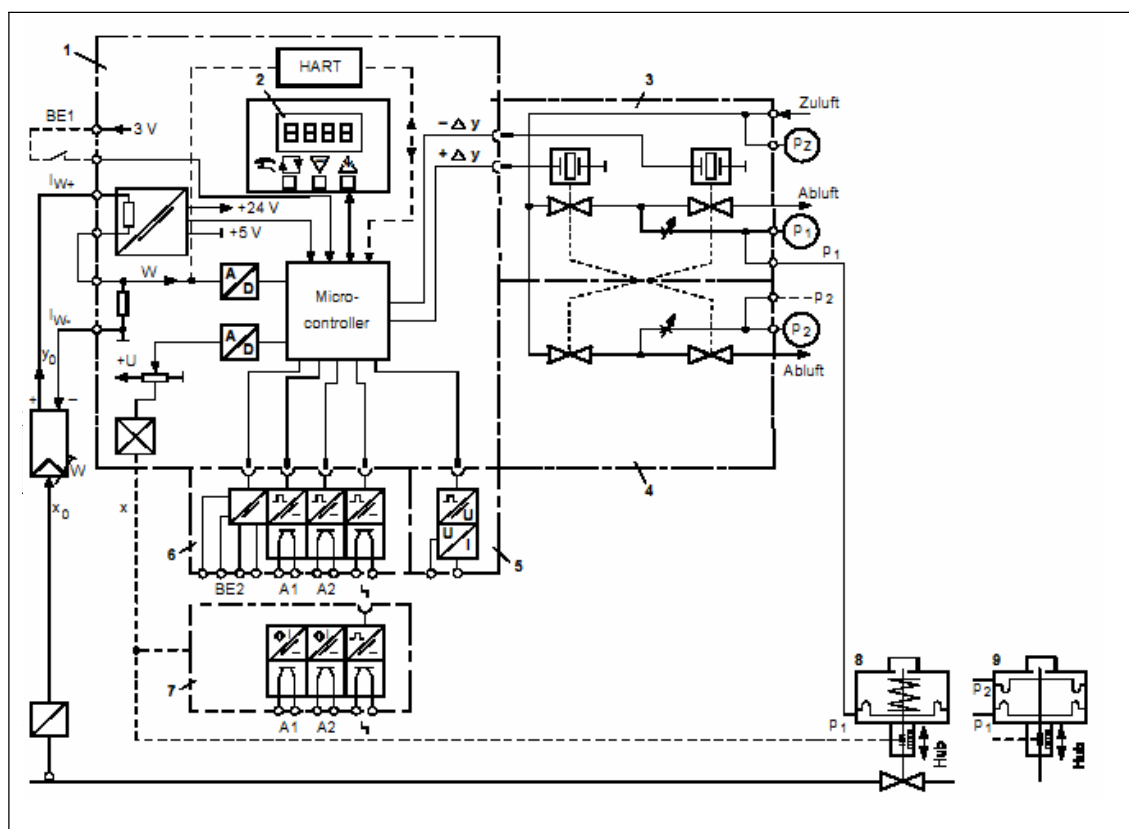 1
HART
2
3
Zuluft
BE1
3 V
8888
− Δ y
+ Δ y
PZ
IW+
+24 V
+5 V
Abluft
P1
P1
W
A
D
Micro-
controller
P2
P2
IW-
A
D
Abluft
y0
+U
+ −
W
4
x0
x
U
U
I
6
5
BE2 A1 A2
7
A1 A2
8
9
P2
P1
P1
Hub
Hub